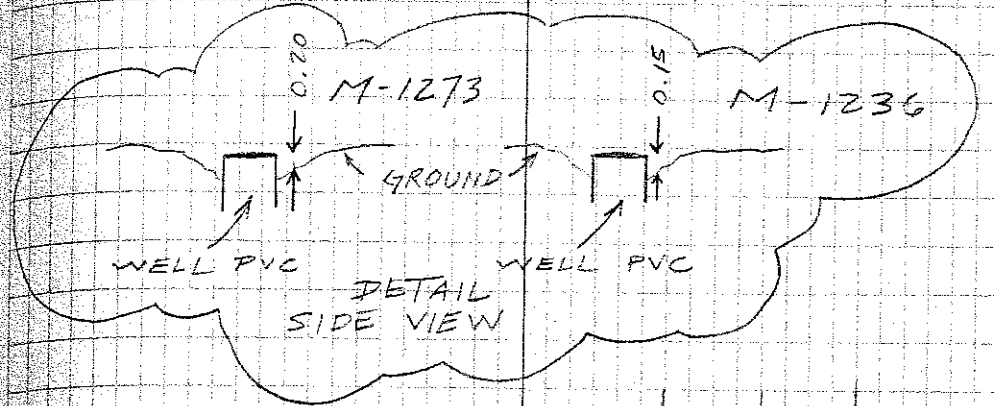 0.20 M-1273
0.15 M-1236
GROUND
WELL PVC
WELL PVC
DETAIL
SIDE VIEW